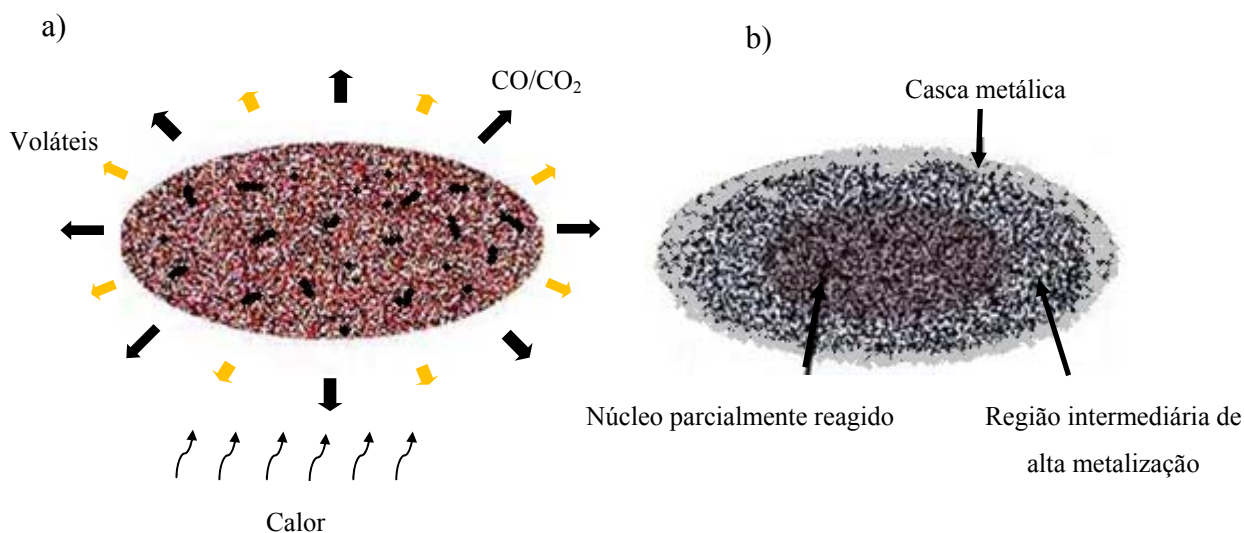 a)
CO/CO₂
Voláteis
Calor
b)
Casca metálica
Núcleo parcialmente reagido
Região intermediária de
alta metalização